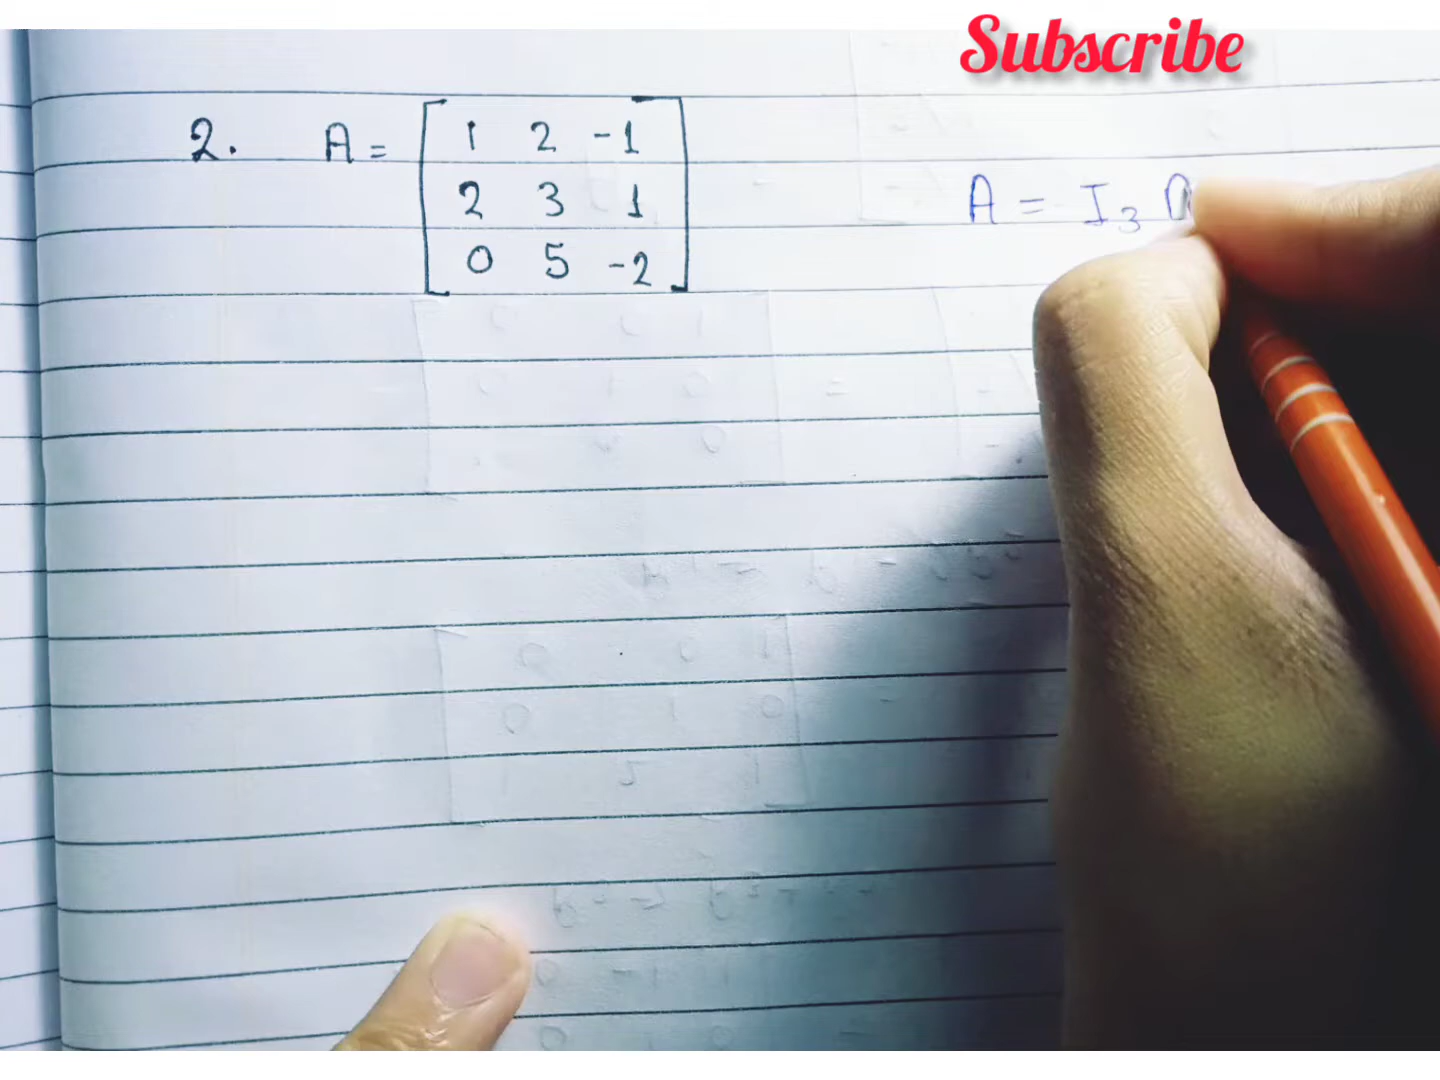 Subscribe
2. A = [ 1 2 -1
2 3 1
0 5 -2 ]
A = I₃